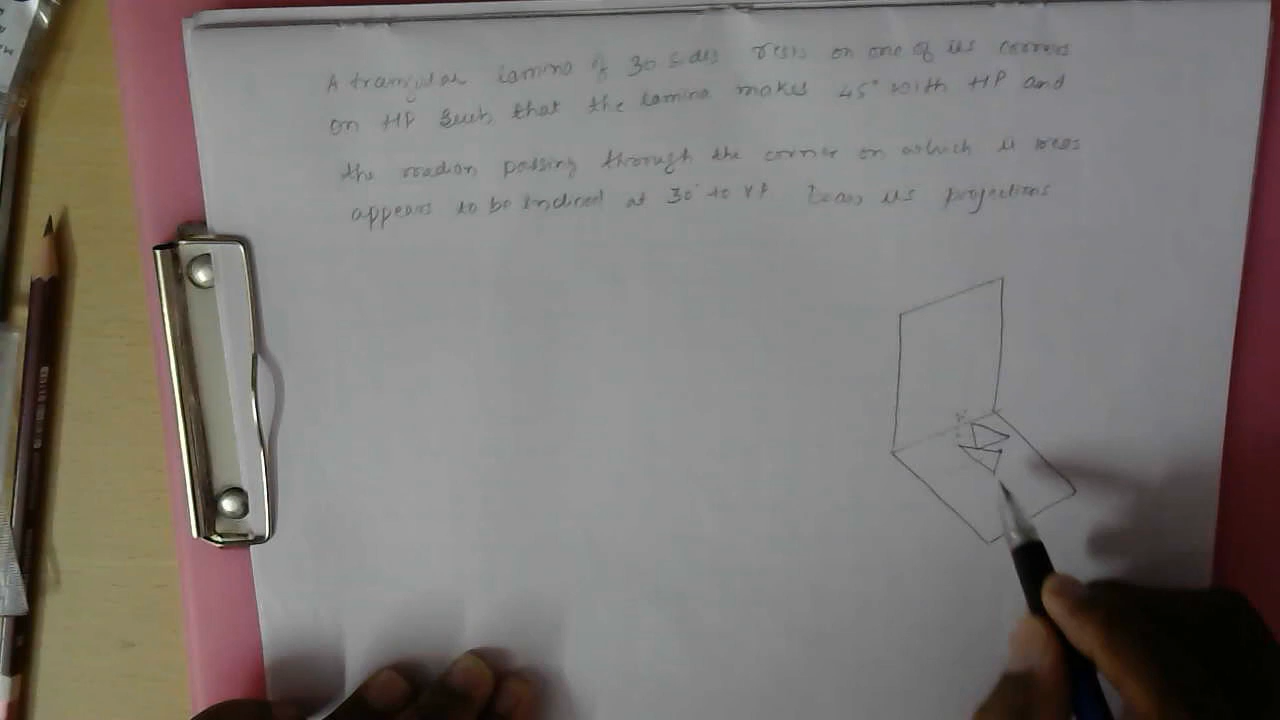 A triangular lamina of 30 sides rests on one of its corners
on HP such that the lamina makes 45° with HP and
the median passing through the corner on which it rests
appears to be inclined at 30° to VP its projections